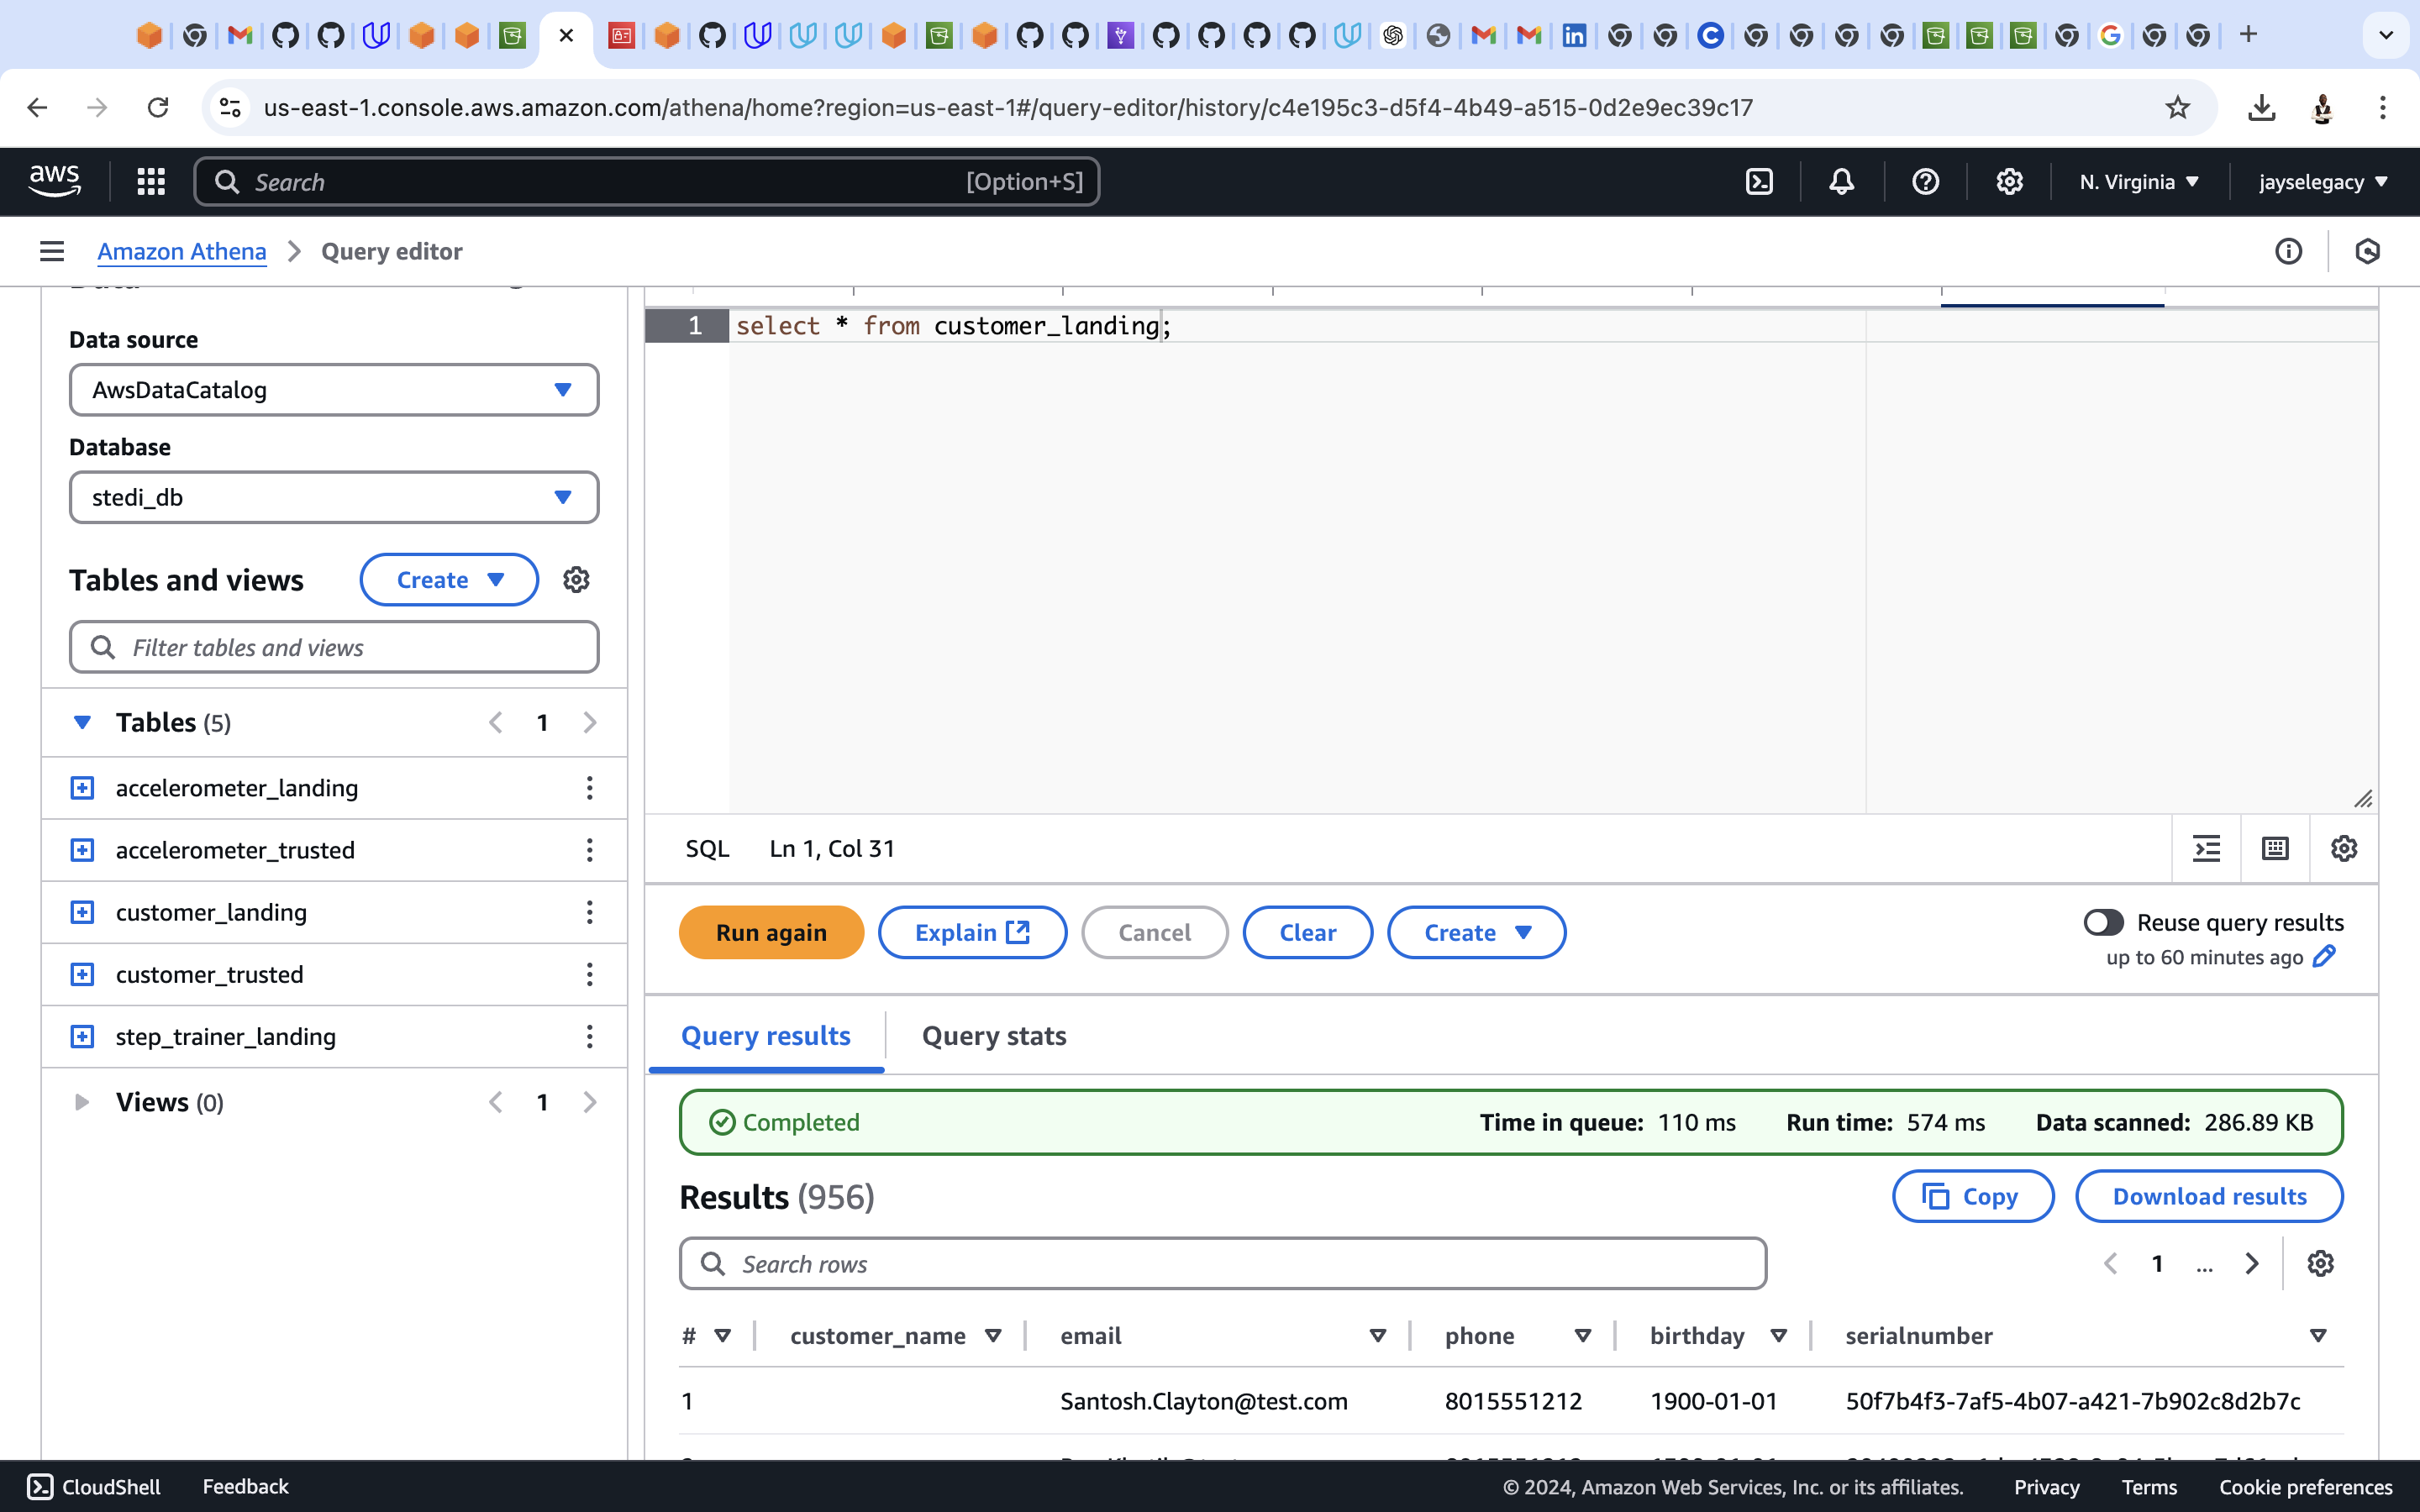 us-east-1.console.aws.amazon.com/athena/home?region=us-east-1#/query-editor/history/c4e195c3-d5f4-4b49-a515-0d2e9ec39c17
aws
Search
[Option+S]
N. Virginia
jayselegacy
Amazon Athena
Query editor
Data source
AwsDataCatalog
Database
stedi_db
Tables and views
Create
Filter tables and views
Tables (5)
1
accelerometer_landing
accelerometer_trusted
customer_landing
customer_trusted
step_trainer_landing
Views (0)
1
1 select * from customer_landing;
SQL Ln 1, Col 31
Run again
Explain
Cancel
Clear
Create
Reuse query results
up to 60 minutes ago
Query results
Query stats
Completed
Time in queue: 110 ms
Run time: 574 ms
Data scanned: 286.89 KB
Results (956)
Copy
Download results
Search rows
1 ...
# customer_name email phone birthday serialnumber
1 Santosh.Clayton@test.com 8015551212 1900-01-01 50f7b4f3-7af5-4b07-a421-7b902c8d2b7c
CloudShell
Feedback
© 2024, Amazon Web Services, Inc. or its affiliates.
Privacy
Terms
Cookie preferences